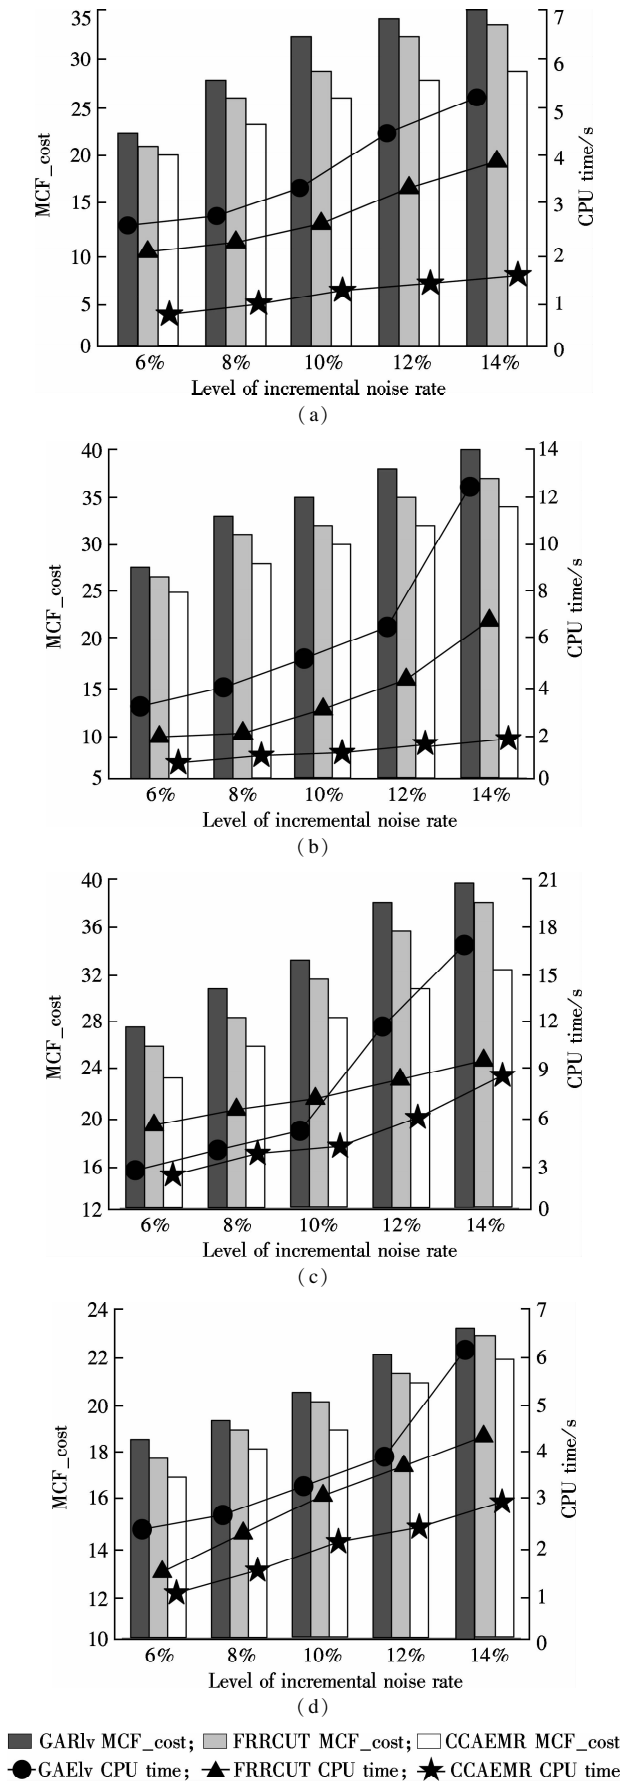 35 7
30 6
25 5
20 4
15 3
10 2
5 1
0 0
MCF_cost
CPU time/s
6% 8% 10% 12% 14%
Level of incremental noise rate
(a)
40 14
35 12
30 10
25 8
20 6
15 4
10 2
5 0
MCF_cost
CPU time/s
6% 8% 10% 12% 14%
Level of incremental noise rate
(b)
40 21
36 18
32 15
28 12
24 9
20 6
16 3
12 0
MCF_cost
CPU time/s
6% 8% 10% 12% 14%
Level of incremental noise rate
(c)
24 7
22 6
20 5
18 4
16 3
14 2
12 1
10 0
MCF_cost
CPU time/s
6% 8% 10% 12% 14%
Level of incremental noise rate
(d)
GARlv MCF_cost; FRRCUT MCF_cost; CCAEMR MCF_cost
GAElv CPU time; FRRCUT CPU time; CCAEMR CPU time